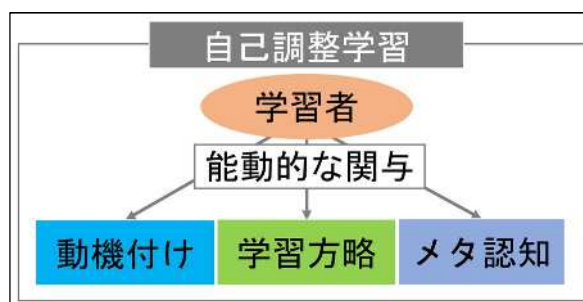 自己調整学習
学習者
能動的な関与
動機付け
学習方略
メタ認知